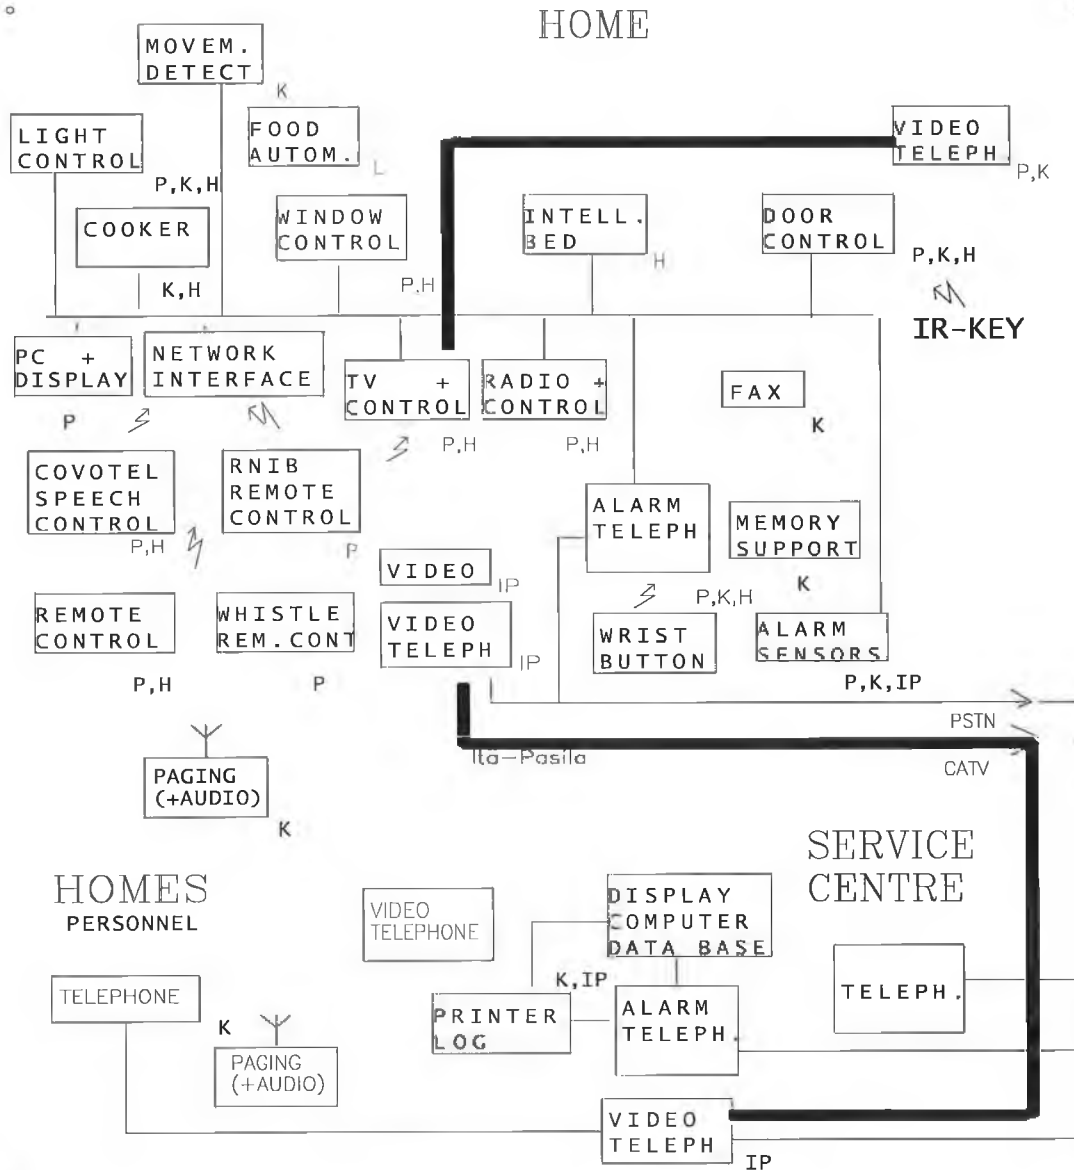 HOME
MOVEM.
DETECT
K
LIGHT
CONTROL
FOOD
AUTOM.
L
VIDEO
TELEPH.
P,K
P,K,H
COOKER
K,H
WINDOW
CONTROL
P,H
INTELL.
BED
H
DOOR
CONTROL
P,K,H
IR-KEY
PC +
DISPLAY
P
NETWORK
INTERFACE
TV +
CONTROL
P,H
RADIO +
CONTROL
P,H
FAX
K
COVOTEL
SPEECH
CONTROL
P,H
RNIB
REMOTE
CONTROL
P
ALARM
TELEPH
P,K,H
MEMORY
SUPPORT
K
VIDEO
IP
REMOTE
CONTROL
P,H
WHISTLE
REM.CONT
P
VIDEO
TELEPH
IP
WRIST
BUTTON
ALARM
SENSORS
P,K,IP
PSTN
Itä-Pasila
CATV
PAGING
(+AUDIO)
K
SERVICE
CENTRE
HOMES
PERSONNEL
VIDEO
TELEPHONE
DISPLAY
COMPUTER
DATA BASE
K,IP
TELEPHONE
PRINTER
LOG
ALARM
TELEPH.
TELEPH.
K
PAGING
(+AUDIO)
VIDEO
TELEPH
IP